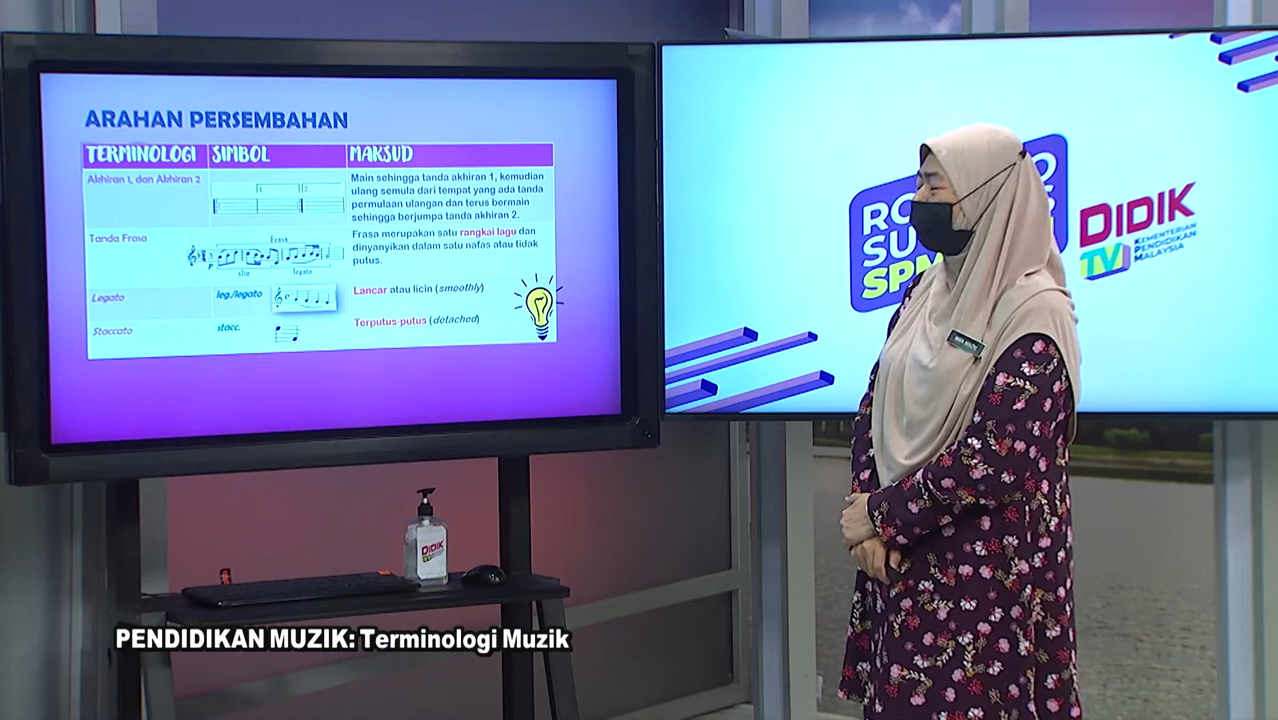 ARAHAN PERSEMBAHAN
TERMINOLOGI SIMBOL MAKSUD
Akhiran 1, dan Akhiran 2
1 2
Main sehingga tanda akhiran 1, kemudian
ulang semula dari tempat yang ada tanda
permulaan ulangan dan terus bermain
sehingga berjumpa tanda akhiran 2.
Tanda Frasa
Frasa
slur legato
Frasa merupakan satu rangkai lagu dan
dinyanyikan dalam satu nafas atau tidak
putus.
Legato leg./legato Lancar atau licin (smoothly)
Staccato stacc. Terputus-putus (detached)
SPM
DIDIK
TV
KEMENTERIAN
PENDIDIKAN
MALAYSIA
DIDIK
TV
PENDIDIKAN MUZIK: Terminologi Muzik